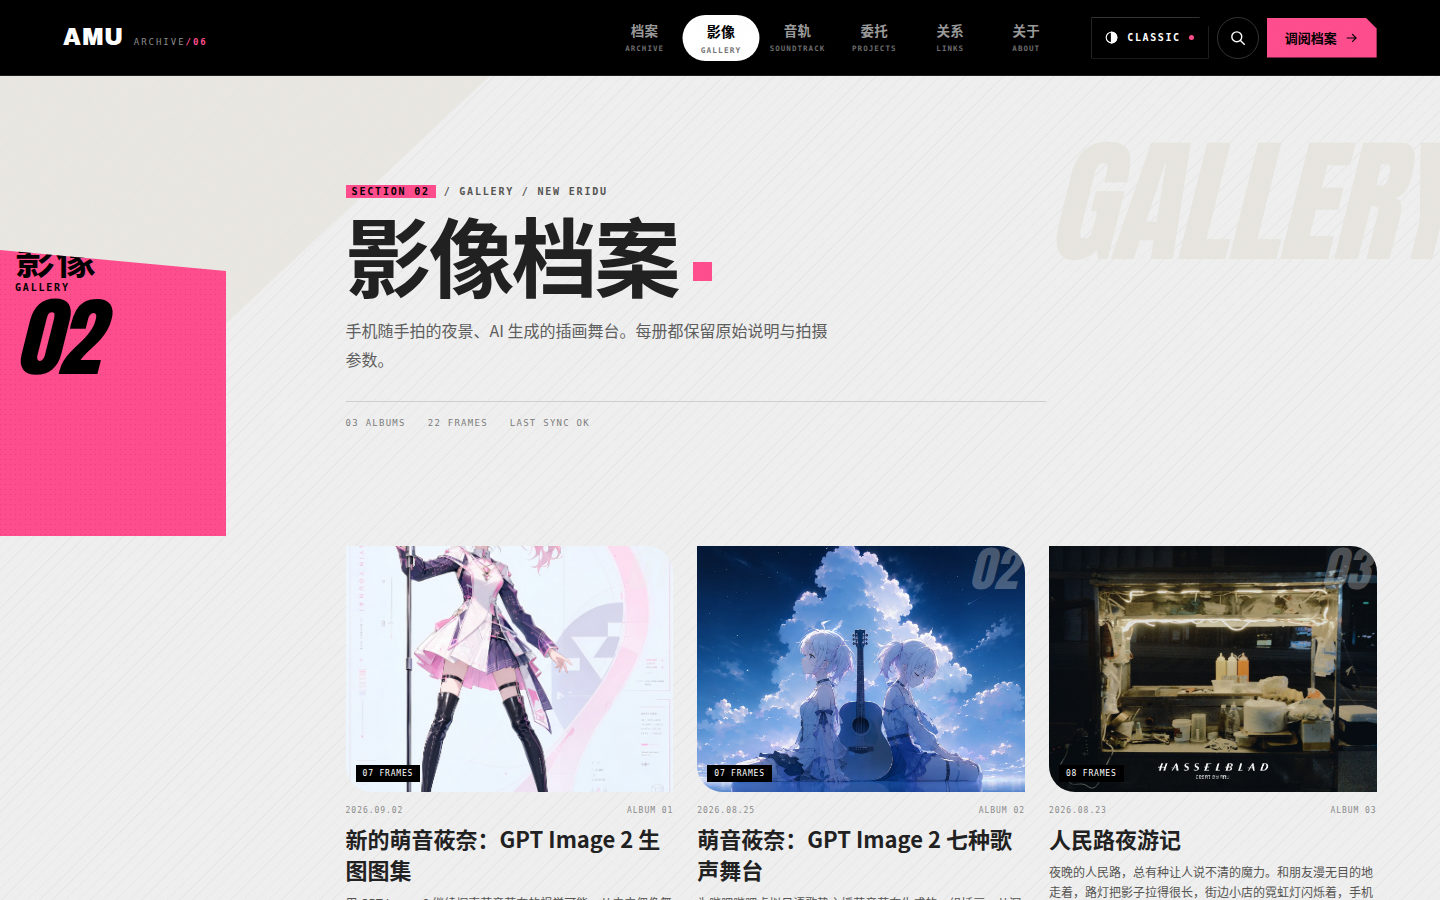 AMU ARCHIVE/06
档案 影像 音轨 委托 关系 关于
ARCHIVE GALLERY SOUNDTRACK PROJECTS LINKS ABOUT
CLASSIC
调阅档案
GALLERY
SECTION 02 / GALLERY / NEW ERIDU
影像档案
手机随手拍的夜景、AI 生成的插画舞台。每册都保留原始说明与拍摄
参数。
03 ALBUMS 22 FRAMES LAST SYNC OK
影像
GALLERY
02
07 FRAMES
2026.09.02 ALBUM 01
新的萌音莜奈：GPT Image 2 生
图图集
02
07 FRAMES
2026.08.25 ALBUM 02
萌音莜奈：GPT Image 2 七种歌
声舞台
03
HASSELBLAD
08 FRAMES
2026.08.23 ALBUM 03
人民路夜游记
夜晚的人民路，总有种让人说不清的魔力。和朋友漫无目的地
走着，路灯把影子拉得很长，街边小店的霓虹灯闪烁着，手机